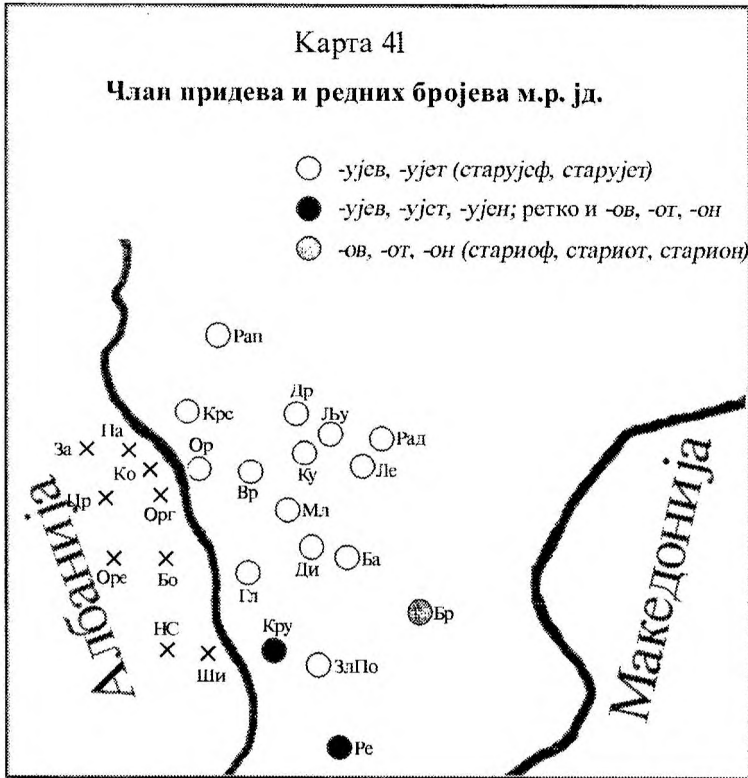 Карта 41
Члан придева и редних бројева м.р. јд.
-ујев, -ујет (старујеф, старујет)
-ујев, -ујет, -ујен; ретко и -ов, -от, -он
-ов, -от, -он (стариоф, стариот, старион)
Рап
Крс
Др
Љу
Рад
Па
За
Ор
Ко
Вр
Ку
Ле
Цр
Орг
Мл
Оре
Бо
Гл
Ди
Ба
Бр
НС
Ши
Кру
ЗлПо
Ре
Албанија
Македонија